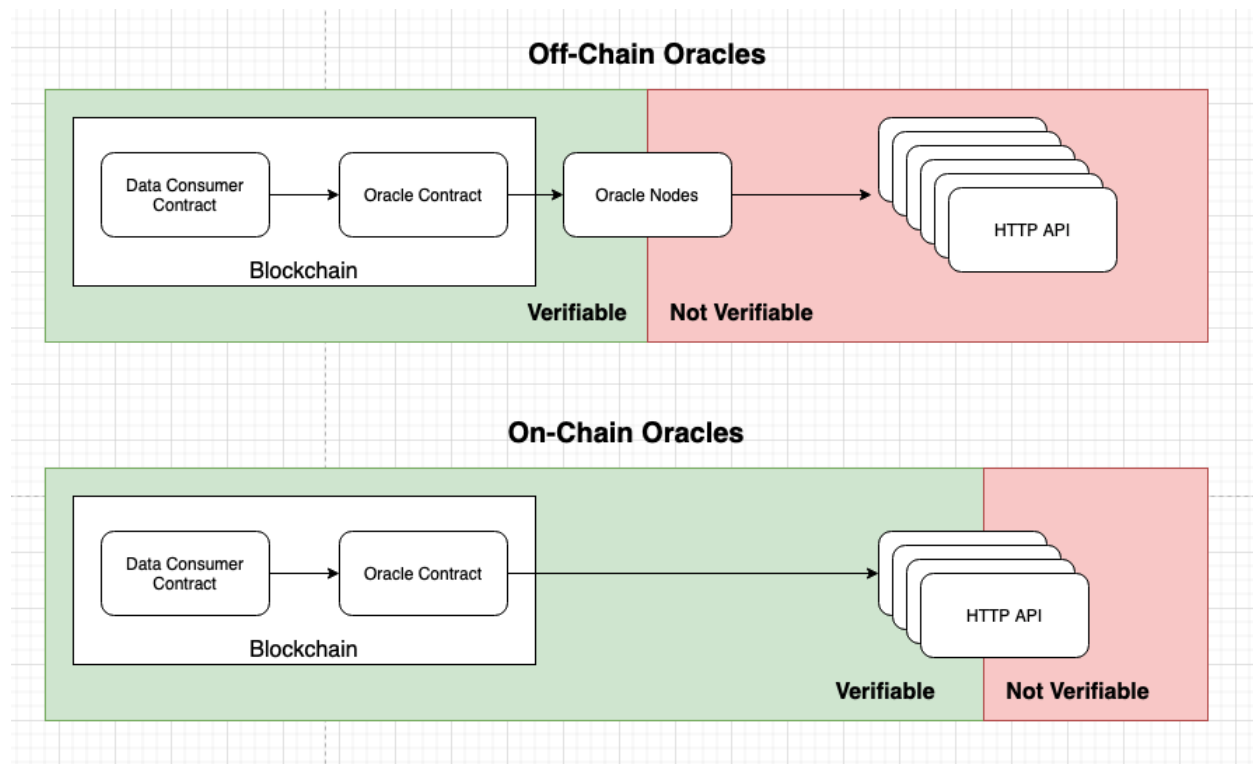 Off-Chain Oracles
Data Consumer
Contract
Oracle Contract
Oracle Nodes
HTTP API
Blockchain
Verifiable
Not Verifiable
On-Chain Oracles
Data Consumer
Contract
Oracle Contract
HTTP API
Blockchain
Verifiable
Not Verifiable